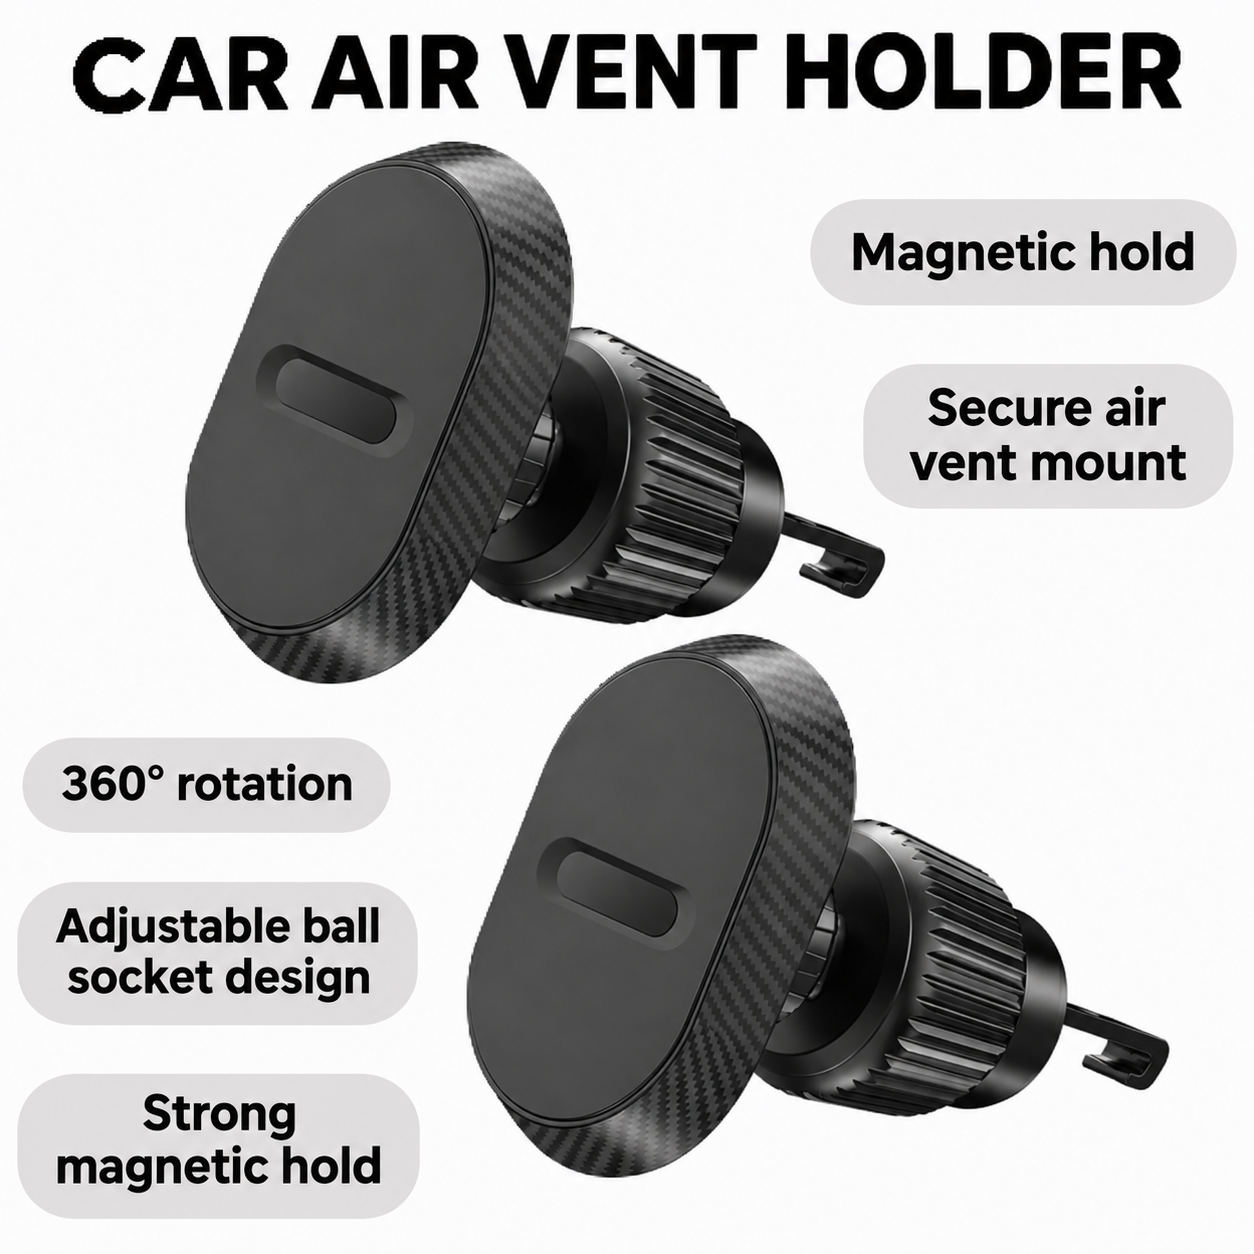 CAR AIR VENT HOLDER
Magnetic hold
Secure air
vent mount
360° rotation
Adjustable ball
socket design
Strong
magnetic hold